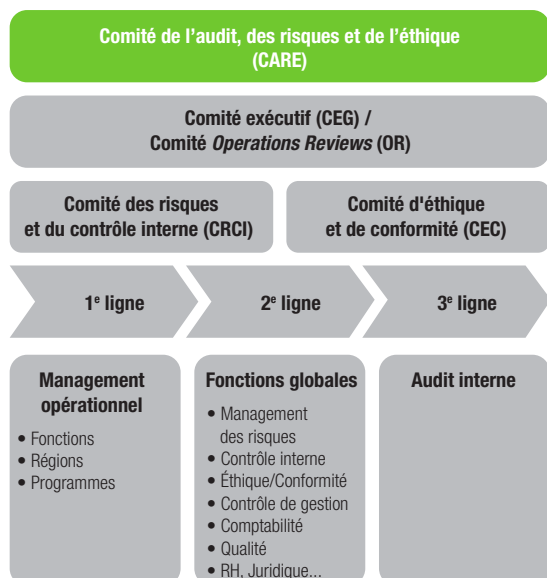 Comité de l'audit, des risques et de l'éthique
(CARE)
Comité exécutif (CEG) /
Comité Operations Reviews (OR)
Comité des risques
et du contrôle interne (CRCI)
Comité d'éthique
et de conformité (CEC)
1e ligne
2e ligne
3e ligne
Management
opérationnel
• Fonctions
• Régions
• Programmes
Fonctions globales
• Management
des risques
• Contrôle interne
• Éthique/Conformité
• Contrôle de gestion
• Comptabilité
• Qualité
• RH, Juridique...
Audit interne